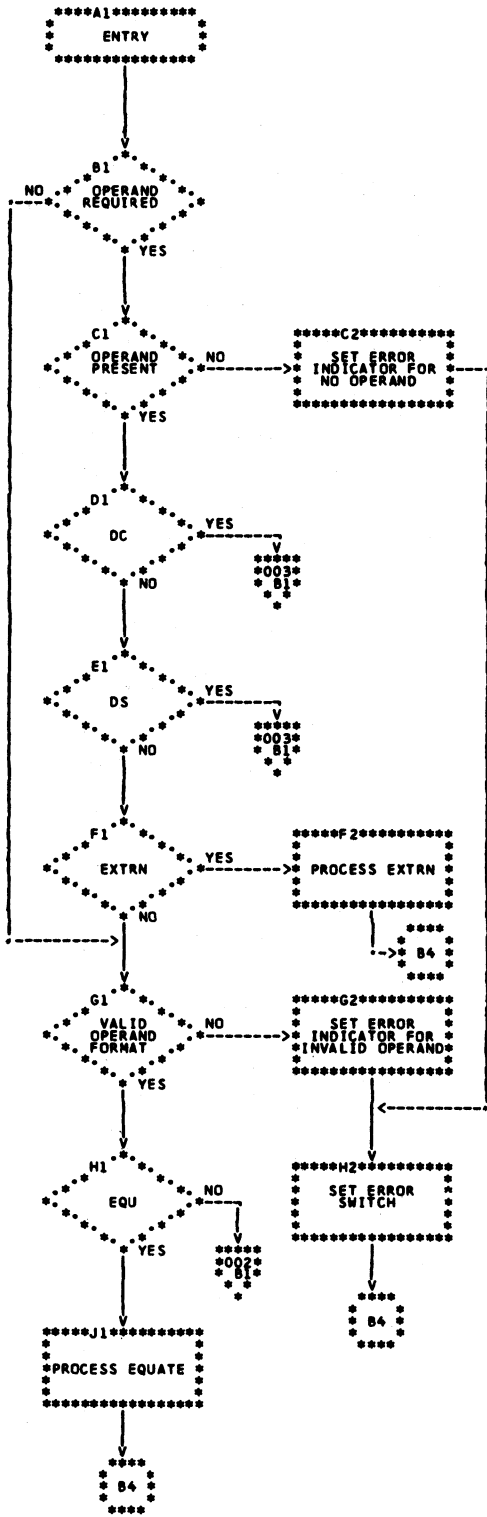 A1
ENTRY
B1
NO
OPERAND
REQUIRED
YES
C1
OPERAND
PRESENT
NO
YES
C2
SET ERROR
INDICATOR FOR
NO OPERAND
D1
DC
YES
NO
003
B1
E1
DS
YES
NO
003
B1
F1
EXTRN
YES
NO
F2
PROCESS EXTRN
B4
G1
VALID
OPERAND
FORMAT
NO
YES
G2
SET ERROR
INDICATOR FOR
INVALID OPERAND
H1
EQU
NO
YES
002
B1
H2
SET ERROR
SWITCH
B4
J1
PROCESS EQUATE
B4